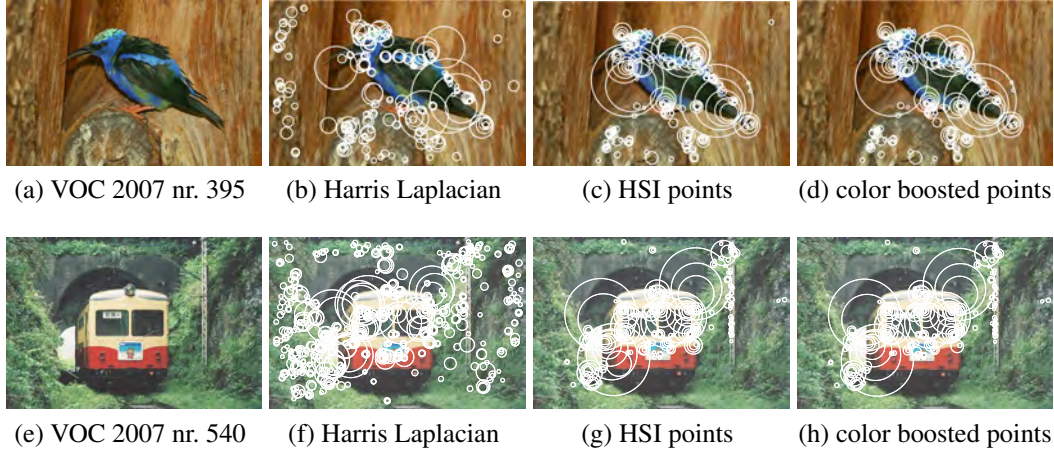 (a) VOC 2007 nr. 395 (b) Harris Laplacian (c) HSI points (d) color boosted points
(e) VOC 2007 nr. 540 (f) Harris Laplacian (g) HSI points (h) color boosted points